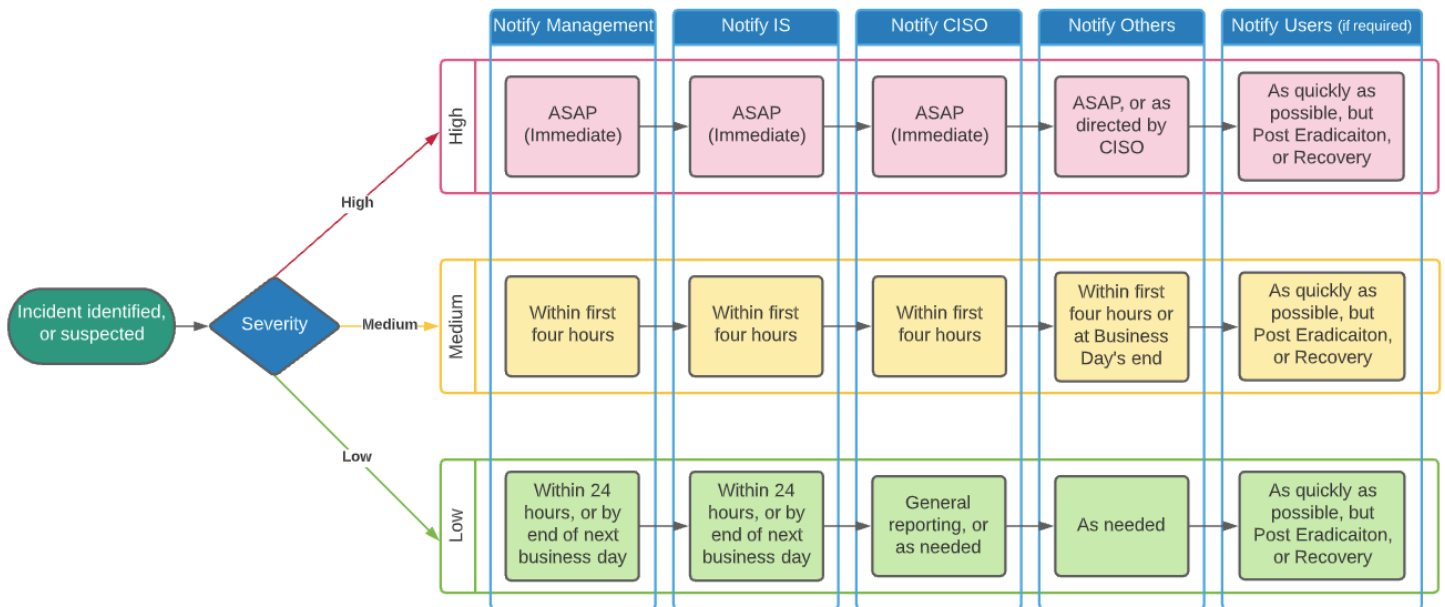 Notify Management
Notify IS
Notify CISO
Notify Others
Notify Users (if required)
High
ASAP
(Immediate)
ASAP
(Immediate)
ASAP
(Immediate)
ASAP, or as
directed by
CISO
As quickly as
possible, but
Post Eradicaiton,
or Recovery
High
Incident identified,
or suspected
Severity
Medium
Medium
Within first
four hours
Within first
four hours
Within first
four hours
Within first
four hours or
at Business
Day's end
As quickly as
possible, but
Post Eradicaiton,
or Recovery
Low
Low
Within 24
hours, or by
end of next
business day
Within 24
hours, or by
end of next
business day
General
reporting, or
as needed
As needed
As quickly as
possible, but
Post Eradicaiton,
or Recovery